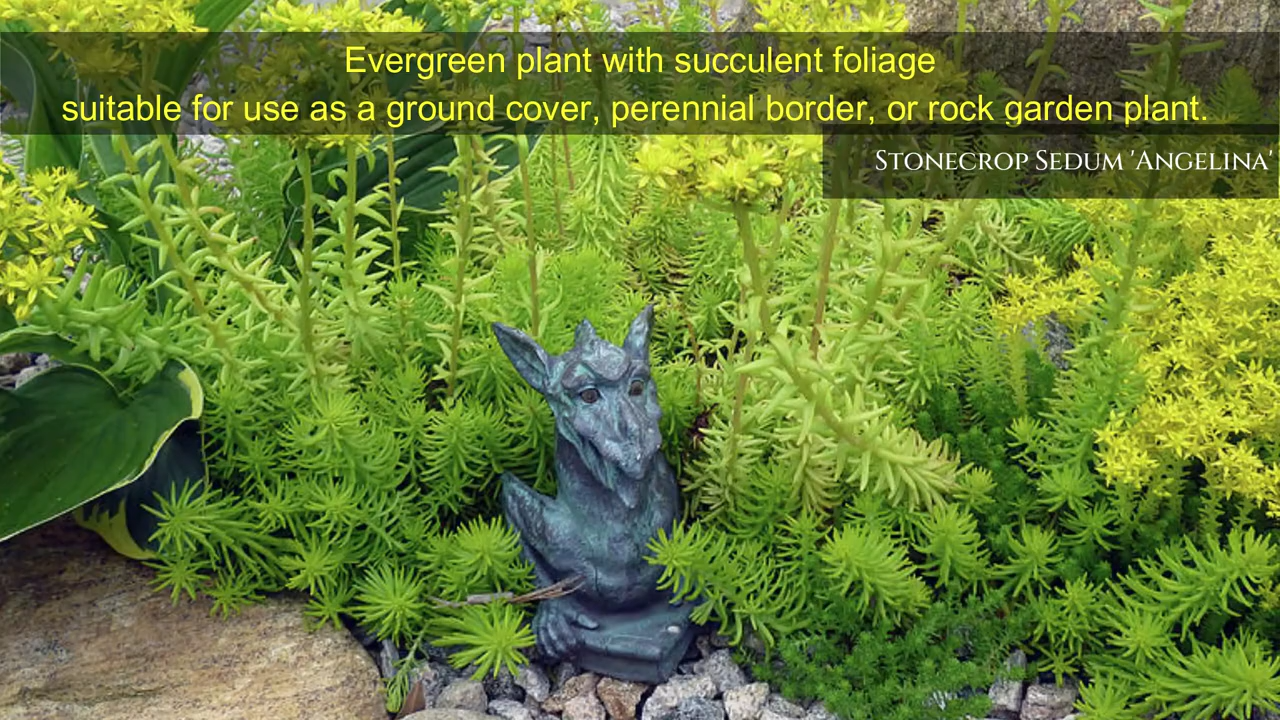 Evergreen plant with succulent foliage
suitable for use as a ground cover, perennial border, or rock garden plant.
Stonecrop Sedum 'Angelina'